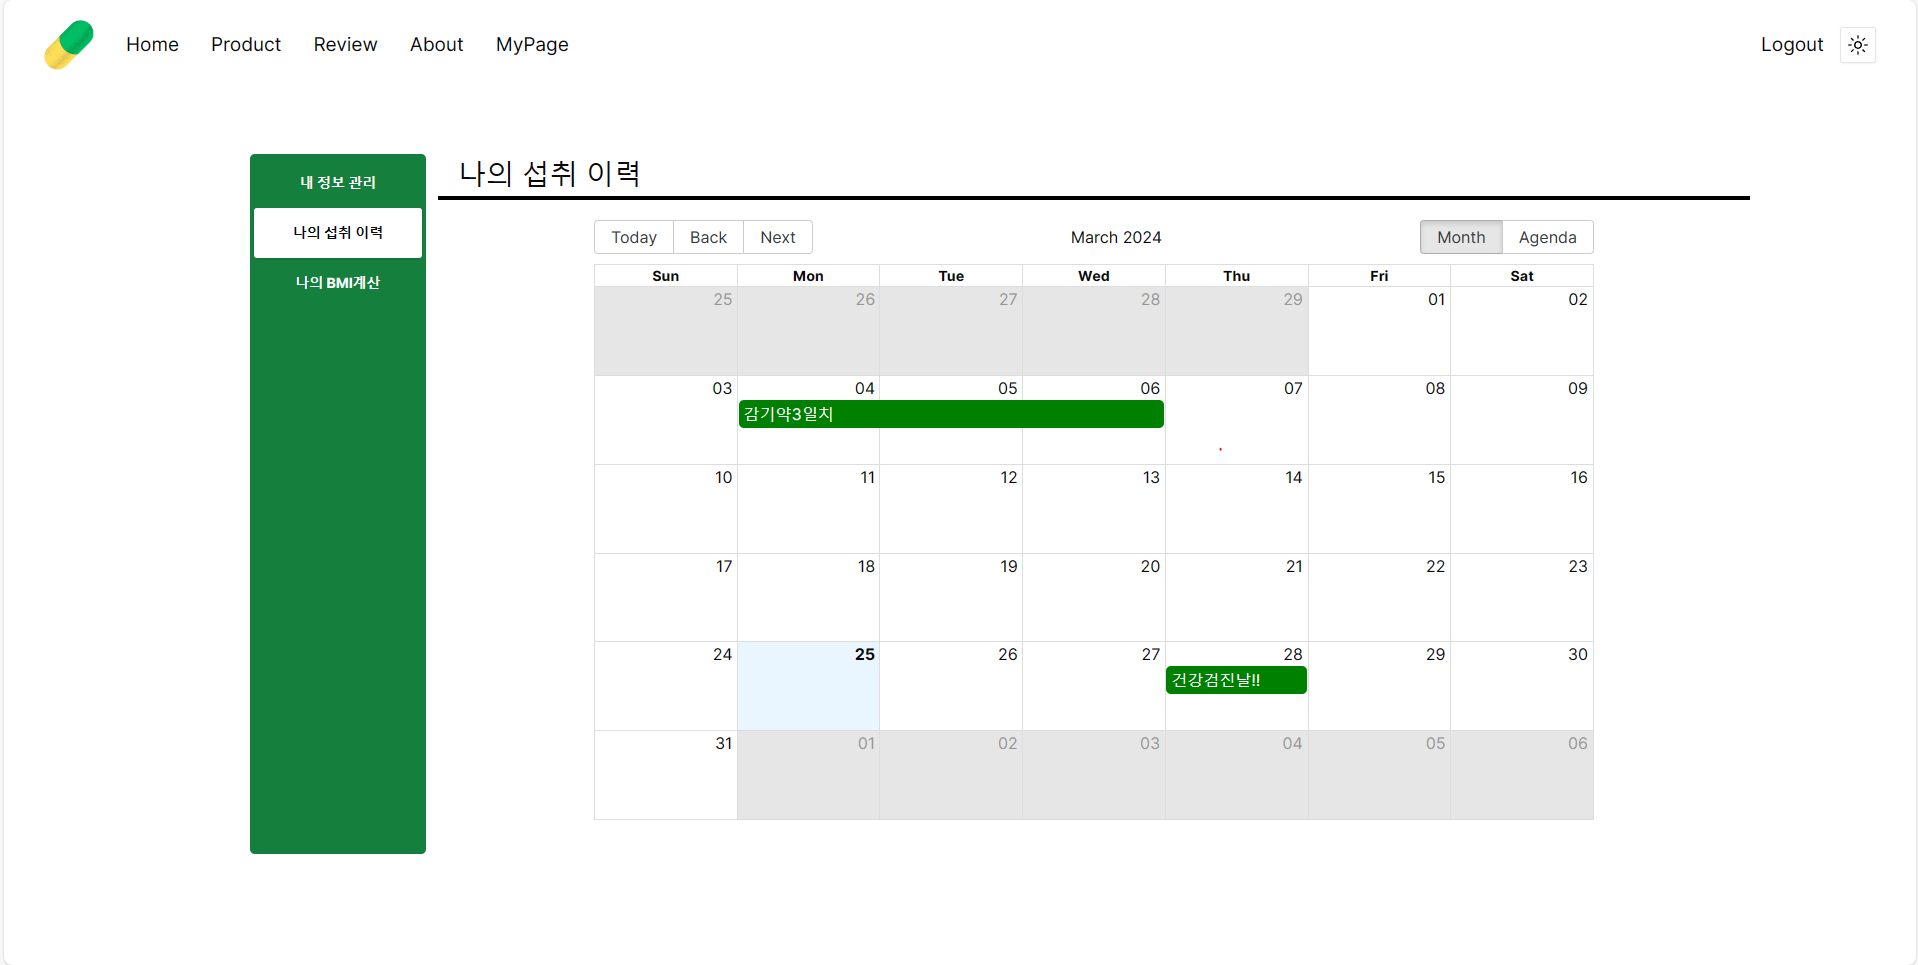 Home Product Review About MyPage Logout
내 정보 관리
나의 섭취 이력
나의 BMI계산
나의 섭취 이력
Today Back Next March 2024 Month Agenda
Sun Mon Tue Wed Thu Fri Sat
25 26 27 28 29 01 02
03 04 05 06 07 08 09
감기약3일치
10 11 12 13 14 15 16
17 18 19 20 21 22 23
24 25 26 27 28 29 30
건강검진날!!
31 01 02 03 04 05 06